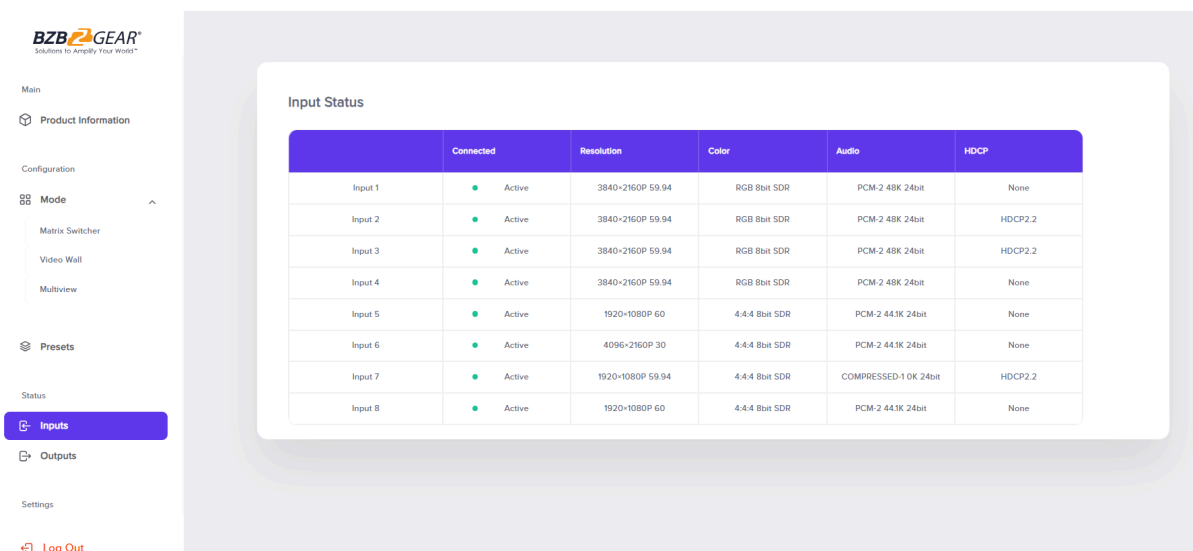 BZB GEAR®
Solutions to Amplify Your World™
Main
Product Information
Configuration
Mode
Matrix Switcher
Video Wall
Multiview
Presets
Status
Inputs
Outputs
Settings
Log Out
Input Status
Connected Resolution Color Audio HDCP
Input 1 Active 3840×2160P 59.94 RGB 8bit SDR PCM-2 48K 24bit None
Input 2 Active 3840×2160P 59.94 RGB 8bit SDR PCM-2 48K 24bit HDCP2.2
Input 3 Active 3840×2160P 59.94 RGB 8bit SDR PCM-2 48K 24bit HDCP2.2
Input 4 Active 3840×2160P 59.94 RGB 8bit SDR PCM-2 48K 24bit None
Input 5 Active 1920×1080P 60 4:4:4 8bit SDR PCM-2 44.1K 24bit None
Input 6 Active 4096×2160P 30 4:4:4 8bit SDR PCM-2 44.1K 24bit None
Input 7 Active 1920×1080P 59.94 4:4:4 8bit SDR COMPRESSED-1 0K 24bit HDCP2.2
Input 8 Active 1920×1080P 60 4:4:4 8bit SDR PCM-2 44.1K 24bit None